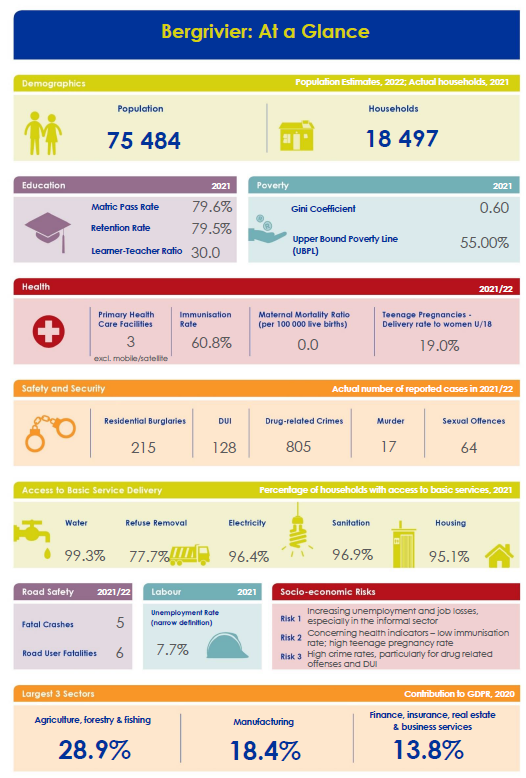 Bergrivier: At a Glance
Demographics
Population Estimates, 2022; Actual households, 2021
Population
75 484
Households
18 497
Education
2021
Matric Pass Rate 79.6%
Retention Rate 79.5%
Learner-Teacher Ratio 30.0
Poverty
2021
Gini Coefficient 0.60
Upper Bound Poverty Line
(UBPL)
55.00%
Health
2021/22
Primary Health
Care Facilities
3
excl. mobile/satellite
Immunisation
Rate
60.8%
Maternal Mortality Ratio
(per 100 000 live births)
0.0
Teenage Pregnancies -
Delivery rate to women U/18
19.0%
Safety and Security
Actual number of reported cases in 2021/22
Residential Burglaries
215
DUI
128
Drug-related Crimes
805
Murder
17
Sexual Offences
64
Access to Basic Service Delivery
Percentage of households with access to basic services, 2021
Water
99.3%
Refuse Removal
77.7%
Electricity
96.4%
Sanitation
96.9%
Housing
95.1%
Road Safety
2021/22
Fatal Crashes 5
Road User Fatalities 6
Labour
2021
Unemployment Rate
(narrow definition)
7.7%
Socio-economic Risks
Risk 1 Increasing unemployment and job losses,
especially in the informal sector
Risk 2 Concerning health indicators – low immunisation
rate; high teenage pregnancy rate
Risk 3 High crime rates, particularly for drug related
offences and DUI
Largest 3 Sectors
Contribution to GDPR, 2020
Agriculture, forestry & fishing
28.9%
Manufacturing
18.4%
Finance, insurance, real estate
& business services
13.8%